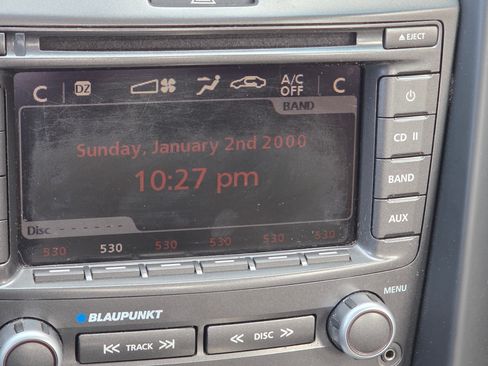 EJECT
C DZ A/C OFF C
BAND
Sunday, January 2nd 2000
10:27 pm
Disc - - - - - -
530 530 530 530 530 530
CD II
BAND
AUX
BLAUPUNKT
MENU
TRACK
DISC